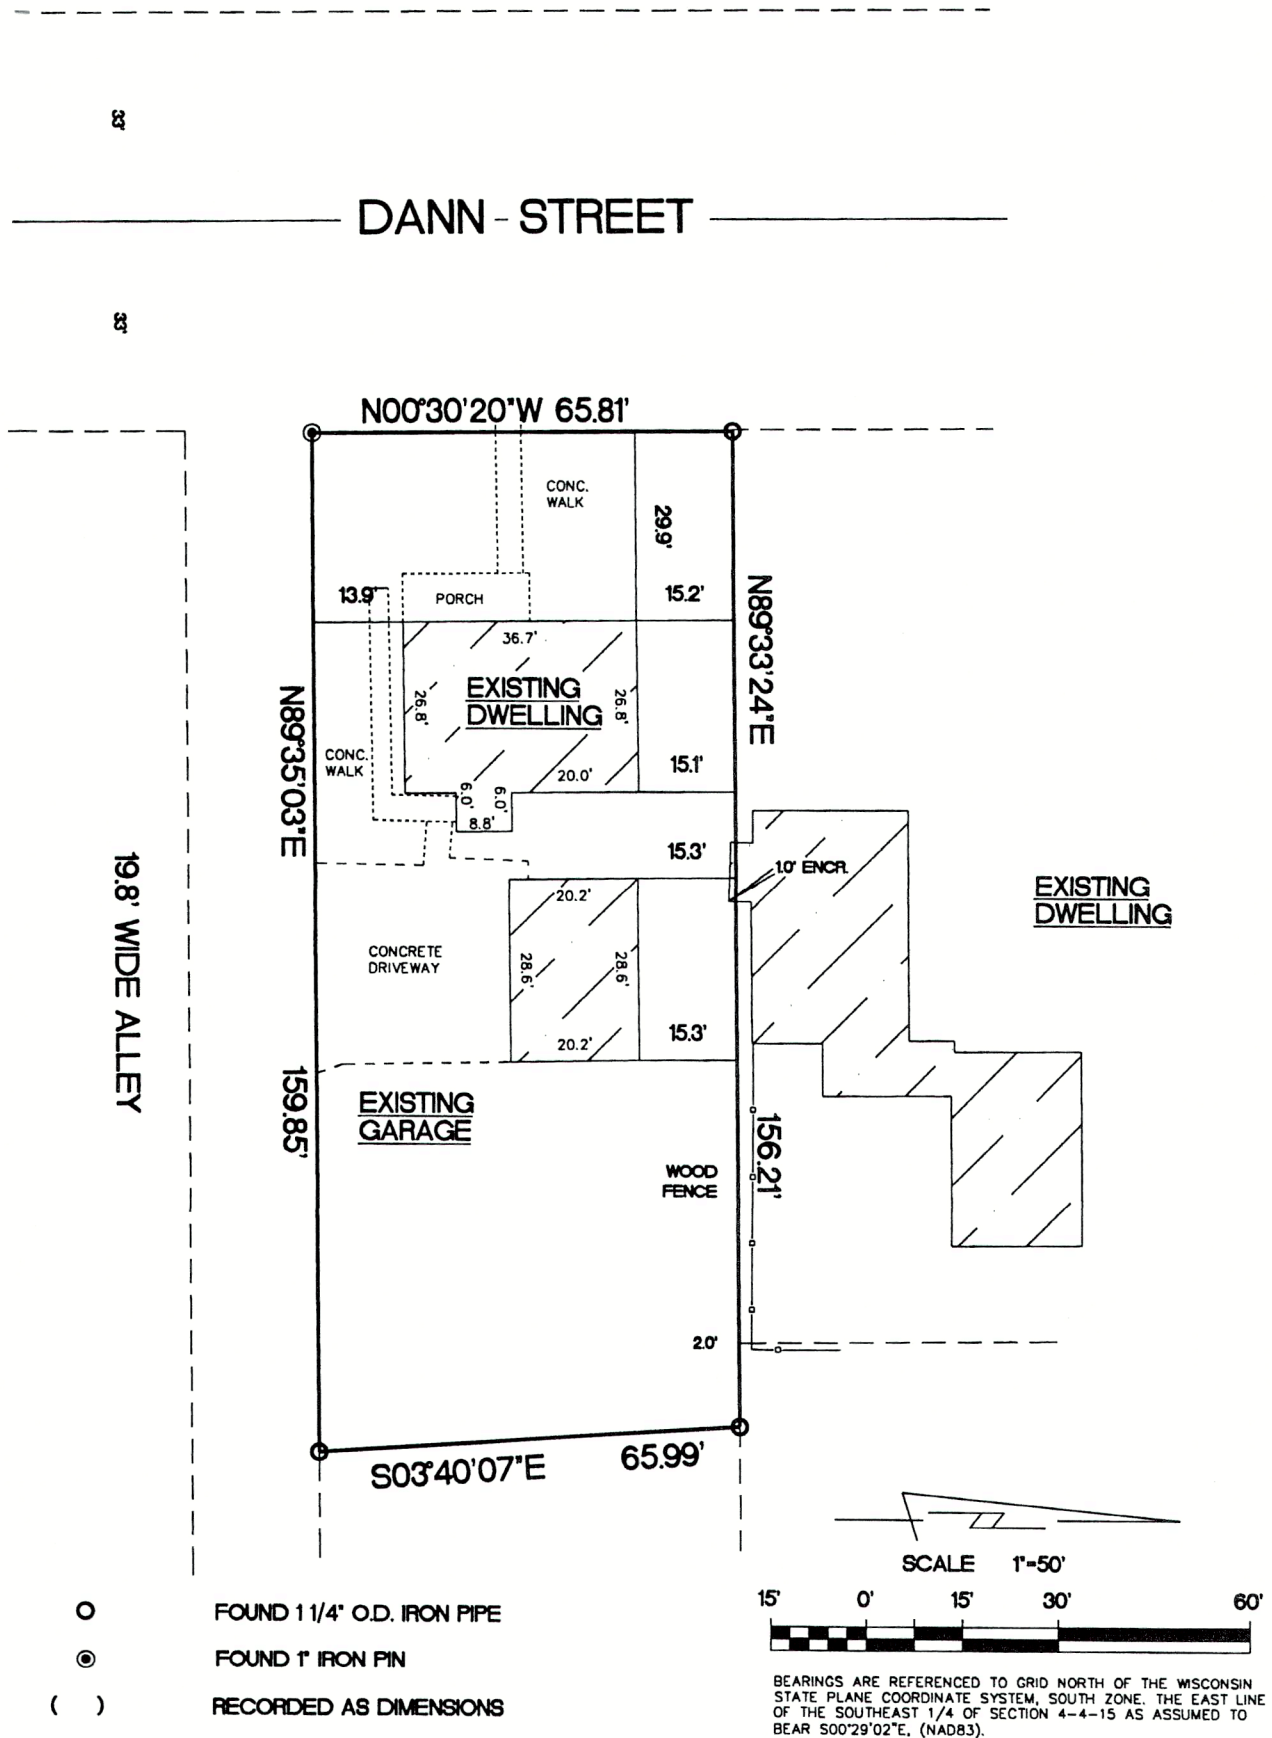 33'
DANN STREET
33'
N00°30'20"W 65.81'
CONC.
WALK
29.9'
13.9'
PORCH
15.2'
N89°33'24"E
36.7'
EXISTING
DWELLING
26.8'
26.8'
N89°35'03"E
CONC.
WALK
20.0'
15.1'
6.0'
6.0'
8.8'
15.3'
1.0' ENCR.
19.8' WIDE ALLEY
20.2'
EXISTING
DWELLING
CONCRETE
DRIVEWAY
28.6'
28.6'
20.2'
15.3'
159.85'
EXISTING
GARAGE
156.21'
WOOD
FENCE
2.0'
S03°40'07"E 65.99'
SCALE 1"=50'
15' 0' 15' 30' 60'
FOUND 1 1/4" O.D. IRON PIPE
FOUND 1" IRON PIN
( ) RECORDED AS DIMENSIONS
BEARINGS ARE REFERENCED TO GRID NORTH OF THE WISCONSIN
STATE PLANE COORDINATE SYSTEM, SOUTH ZONE. THE EAST LINE
OF THE SOUTHEAST 1/4 OF SECTION 4-4-15 AS ASSUMED TO
BEAR S00°29'02"E, (NAD83).